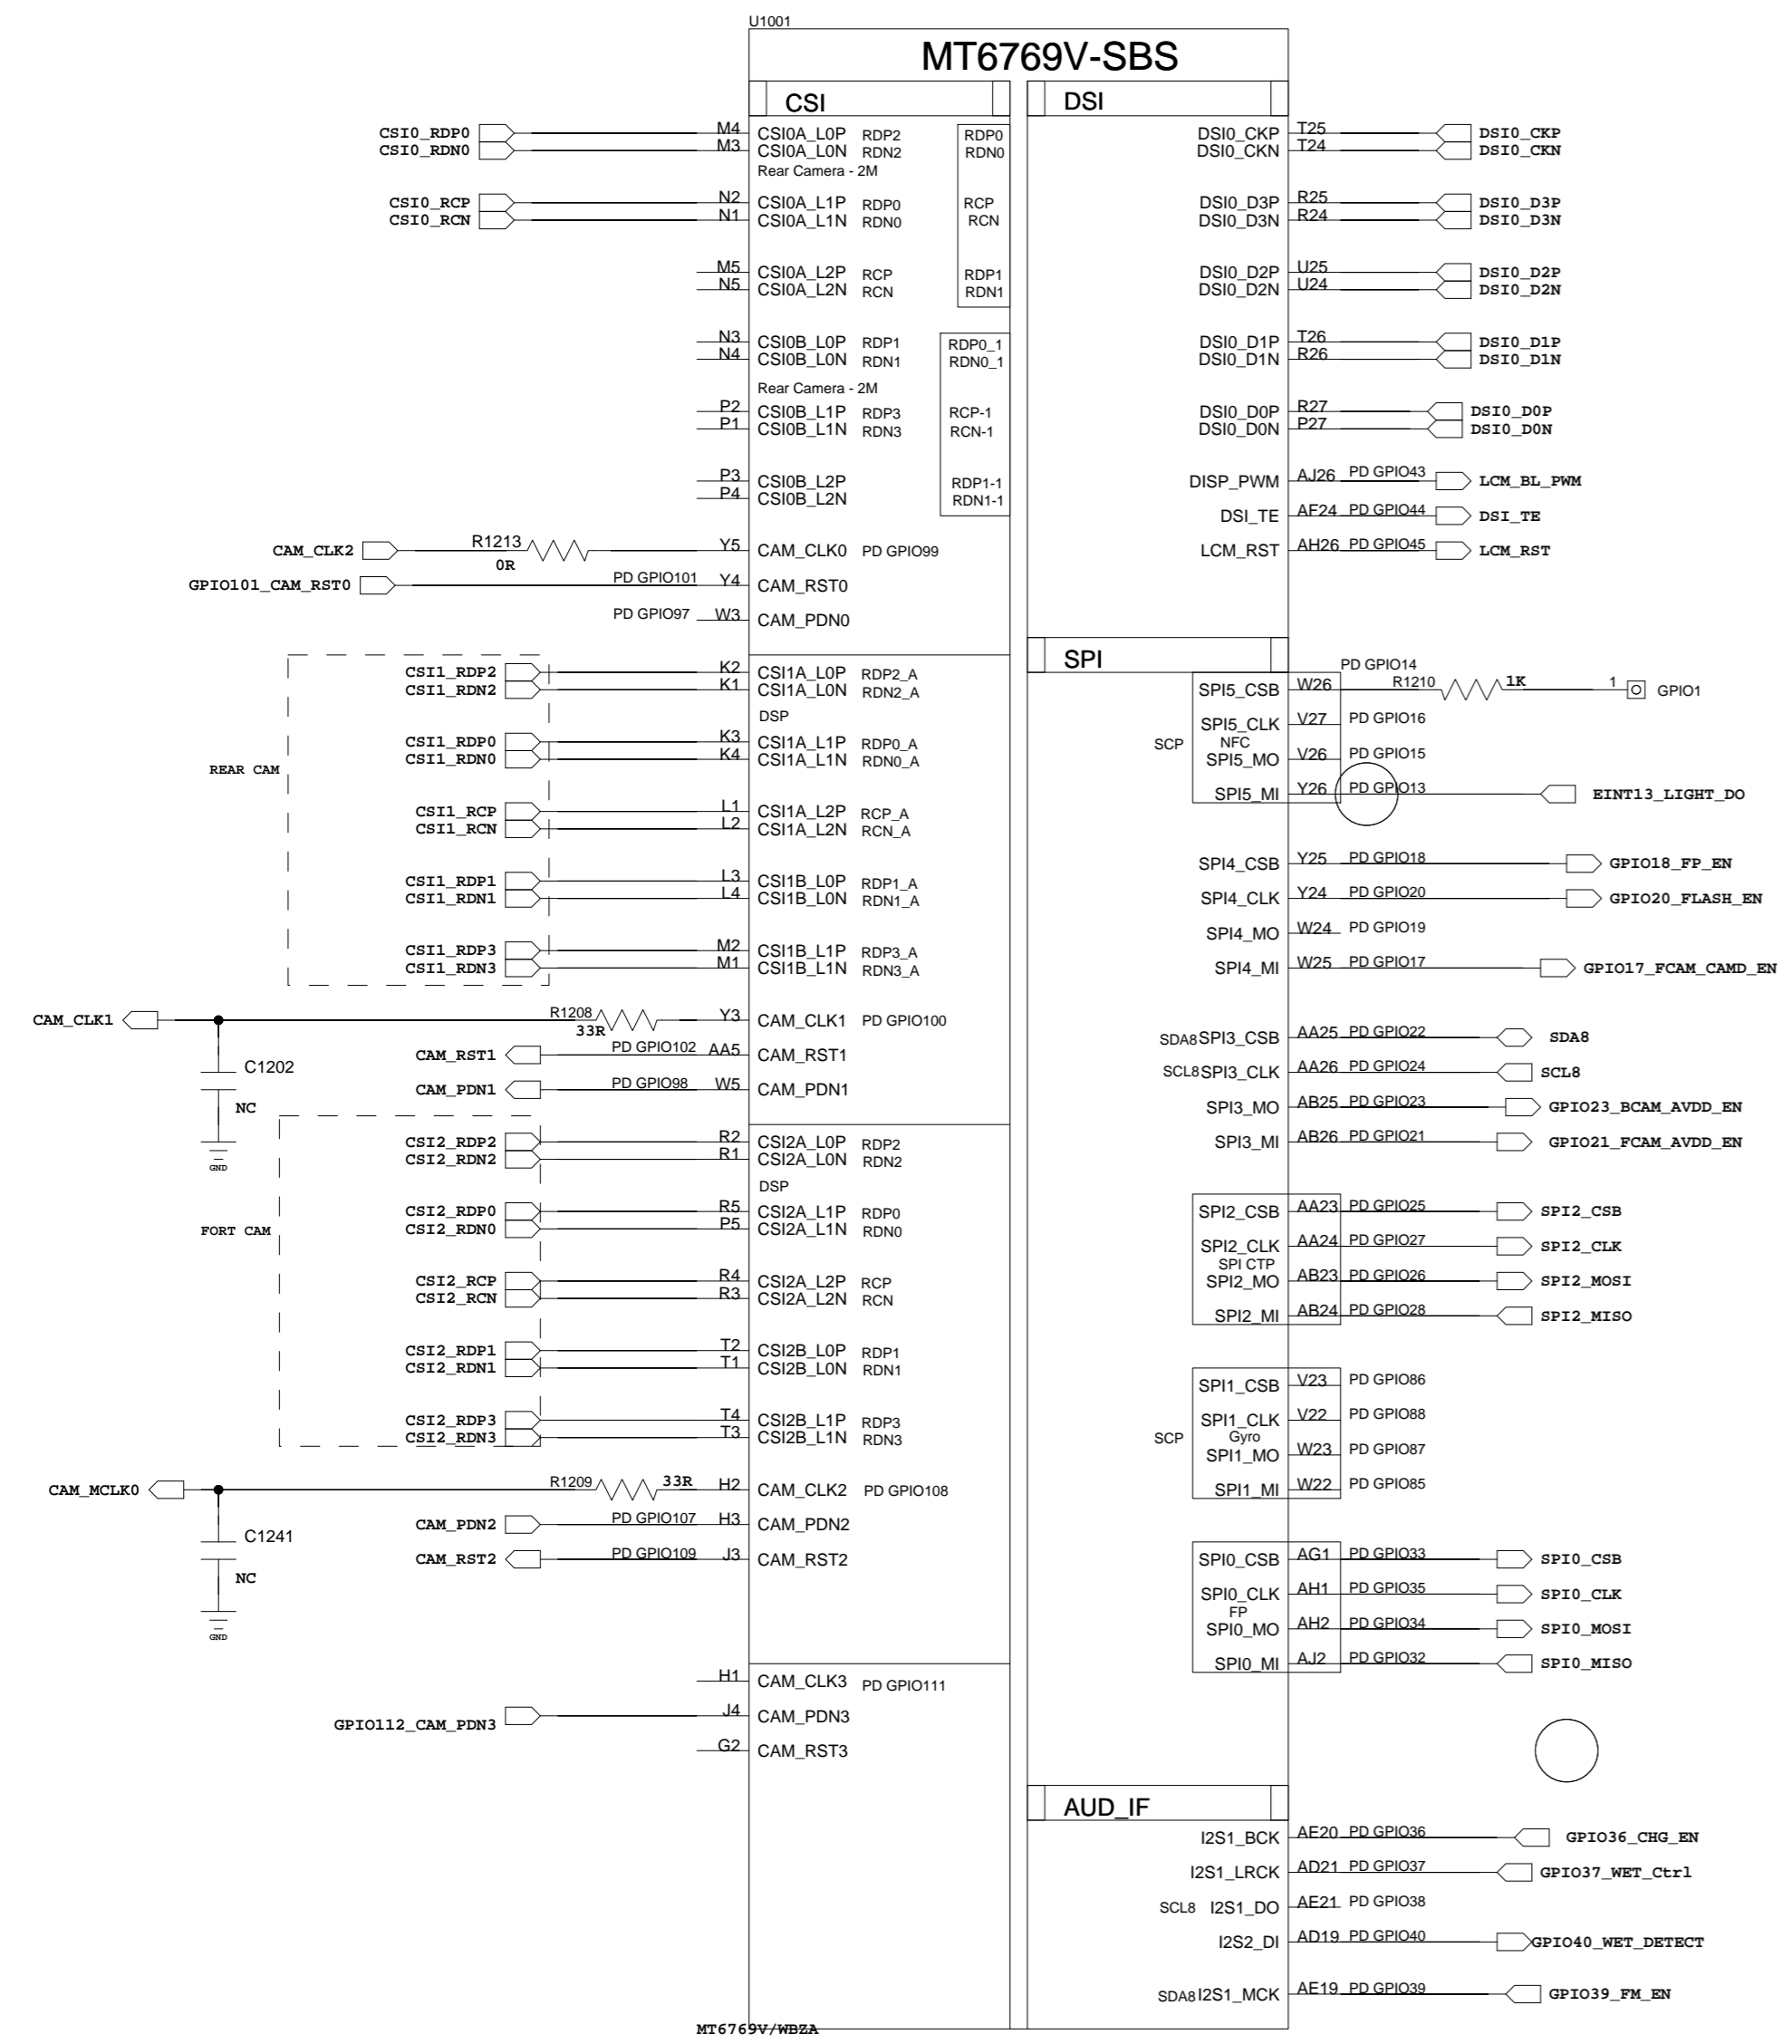 U1001
MT6769V-SBS
CSI
CSI0_RDP0 M4 CSI0A_L0P RDP2 RDP0
CSI0_RDN0 M3 CSI0A_L0N RDN2 RDN0
Rear Camera - 2M
CSI0_RCP N2 CSI0A_L1P RDP0 RCP
CSI0_RCN N1 CSI0A_L1N RDN0 RCN
M5 CSI0A_L2P RCP RDP1
N5 CSI0A_L2N RCN RDN1
N3 CSI0B_L0P RDP1 RDP0_1
N4 CSI0B_L0N RDN1 RDN0_1
Rear Camera - 2M
P2 CSI0B_L1P RDP3 RCP-1
P1 CSI0B_L1N RDN3 RCN-1
P3 CSI0B_L2P RDP1-1
P4 CSI0B_L2N RDN1-1
CAM_CLK2 R1213 0R Y5 CAM_CLK0 PD GPIO99
GPIO101_CAM_RST0 PD GPIO101 Y4 CAM_RST0
PD GPIO97 W3 CAM_PDN0
CSI1_RDP2 K2 CSI1A_L0P RDP2_A
CSI1_RDN2 K1 CSI1A_L0N RDN2_A
DSP
CSI1_RDP0 K3 CSI1A_L1P RDP0_A
CSI1_RDN0 K4 CSI1A_L1N RDN0_A
REAR CAM
CSI1_RCP L1 CSI1A_L2P RCP_A
CSI1_RCN L2 CSI1A_L2N RCN_A
CSI1_RDP1 L3 CSI1B_L0P RDP1_A
CSI1_RDN1 L4 CSI1B_L0N RDN1_A
CSI1_RDP3 M2 CSI1B_L1P RDP3_A
CSI1_RDN3 M1 CSI1B_L1N RDN3_A
CAM_CLK1 R1208 33R Y3 CAM_CLK1 PD GPIO100
CAM_RST1 PD GPIO102 AA5 CAM_RST1
C1202
CAM_PDN1 PD GPIO98 W5 CAM_PDN1
NC
GND
CSI2_RDP2 R2 CSI2A_L0P RDP2
CSI2_RDN2 R1 CSI2A_L0N RDN2
DSP
CSI2_RDP0 R5 CSI2A_L1P RDP0
CSI2_RDN0 P5 CSI2A_L1N RDN0
FORT CAM
CSI2_RCP R4 CSI2A_L2P RCP
CSI2_RCN R3 CSI2A_L2N RCN
CSI2_RDP1 T2 CSI2B_L0P RDP1
CSI2_RDN1 T1 CSI2B_L0N RDN1
CSI2_RDP3 T4 CSI2B_L1P RDP3
CSI2_RDN3 T3 CSI2B_L1N RDN3
CAM_MCLK0 R1209 33R H2 CAM_CLK2 PD GPIO108
CAM_PDN2 PD GPIO107 H3 CAM_PDN2
C1241
CAM_RST2 PD GPIO109 J3 CAM_RST2
NC
GND
H1 CAM_CLK3 PD GPIO111
GPIO112_CAM_PDN3 J4 CAM_PDN3
G2 CAM_RST3
DSI
DSI0_CKP T25 DSI0_CKP
DSI0_CKN T24 DSI0_CKN
DSI0_D3P R25 DSI0_D3P
DSI0_D3N R24 DSI0_D3N
DSI0_D2P U25 DSI0_D2P
DSI0_D2N U24 DSI0_D2N
DSI0_D1P T26 DSI0_D1P
DSI0_D1N R26 DSI0_D1N
DSI0_D0P R27 DSI0_D0P
DSI0_D0N P27 DSI0_D0N
DISP_PWM AJ26 PD GPIO43 LCM_BL_PWM
DSI_TE AF24 PD GPIO44 DSI_TE
LCM_RST AH26 PD GPIO45 LCM_RST
SPI
PD GPIO14
SPI5_CSB W26 R1210 1K 1 GPIO1
SPI5_CLK V27 PD GPIO16
SCP NFC
SPI5_MO V26 PD GPIO15
SPI5_MI Y26 PD GPIO13 EINT13_LIGHT_DO
SPI4_CSB Y25 PD GPIO18 GPIO18_FP_EN
SPI4_CLK Y24 PD GPIO20 GPIO20_FLASH_EN
SPI4_MO W24 PD GPIO19
SPI4_MI W25 PD GPIO17 GPIO17_FCAM_CAMD_EN
SDA8 SPI3_CSB AA25 PD GPIO22 SDA8
SCL8 SPI3_CLK AA26 PD GPIO24 SCL8
SPI3_MO AB25 PD GPIO23 GPIO23_BCAM_AVDD_EN
SPI3_MI AB26 PD GPIO21 GPIO21_FCAM_AVDD_EN
SPI2_CSB AA23 PD GPIO25 SPI2_CSB
SPI2_CLK AA24 PD GPIO27 SPI2_CLK
SPI CTP
SPI2_MO AB23 PD GPIO26 SPI2_MOSI
SPI2_MI AB24 PD GPIO28 SPI2_MISO
SPI1_CSB V23 PD GPIO86
SPI1_CLK V22 PD GPIO88
SCP Gyro
SPI1_MO W23 PD GPIO87
SPI1_MI W22 PD GPIO85
SPI0_CSB AG1 PD GPIO33 SPI0_CSB
SPI0_CLK AH1 PD GPIO35 SPI0_CLK
FP
SPI0_MO AH2 PD GPIO34 SPI0_MOSI
SPI0_MI AJ2 PD GPIO32 SPI0_MISO
AUD_IF
I2S1_BCK AE20 PD GPIO36 GPIO36_CHG_EN
I2S1_LRCK AD21 PD GPIO37 GPIO37_WET_Ctrl
SCL8 I2S1_DO AE21 PD GPIO38
I2S2_DI AD19 PD GPIO40 GPIO40_WET_DETECT
SDA8 I2S1_MCK AE19 PD GPIO39 GPIO39_FM_EN
MT6769V/WBZA